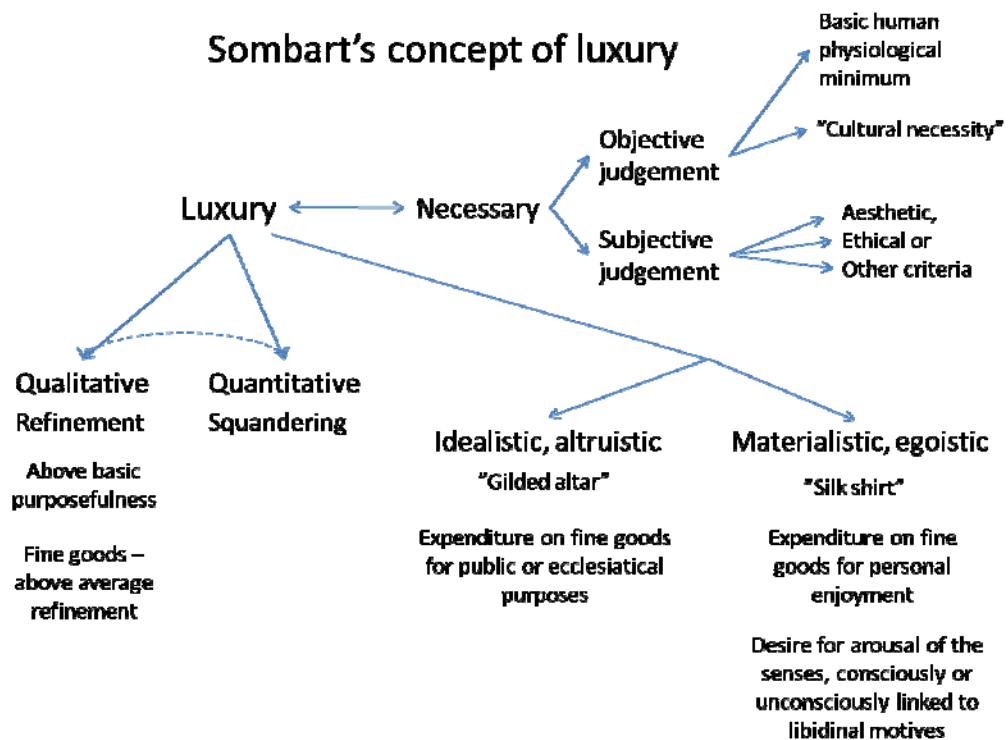 Sombart's concept of luxury
Basic human
physiological
minimum
"Cultural necessity"
Objective
judgement
Luxury
Necessary
Subjective
judgement
Aesthetic,
Ethical or
Other criteria
Qualitative
Refinement
Above basic
purposefulness
Fine goods –
above average
refinement
Quantitative
Squandering
Idealistic, altruistic
"Gilded altar"
Expenditure on fine goods
for public or ecclesiatical
purposes
Materialistic, egoistic
"Silk shirt"
Expenditure on fine
goods for personal
enjoyment
Desire for arousal of the
senses, consciously or
unconsciously linked to
libidinal motives